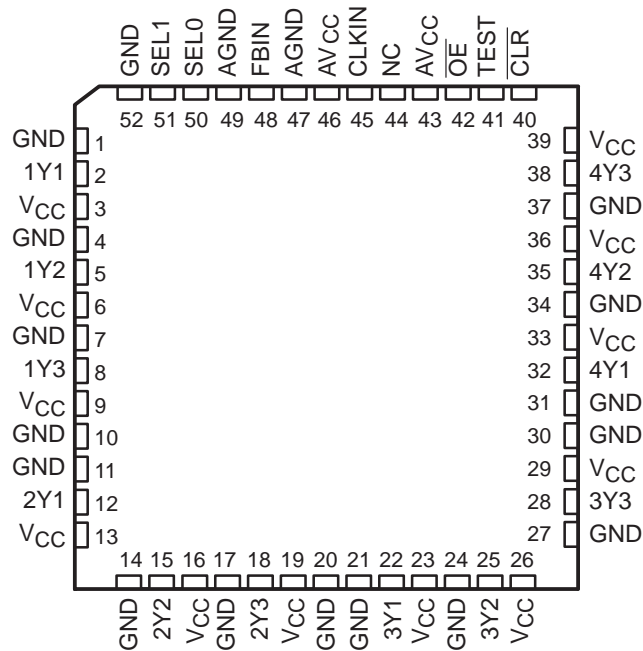 GND SEL1 SEL0 AGND FBIN AGND AVCC CLKIN NC AVCC OE TEST CLR
52 51 50 49 48 47 46 45 44 43 42 41 40
GND 1 39 VCC
1Y1 2 38 4Y3
VCC 3 37 GND
GND 4 36 VCC
1Y2 5 35 4Y2
VCC 6 34 GND
GND 7 33 VCC
1Y3 8 32 4Y1
VCC 9 31 GND
GND 10 30 GND
GND 11 29 VCC
2Y1 12 28 3Y3
VCC 13 27 GND
14 15 16 17 18 19 20 21 22 23 24 25 26
GND 2Y2 VCC GND 2Y3 VCC GND GND 3Y1 VCC GND 3Y2 VCC